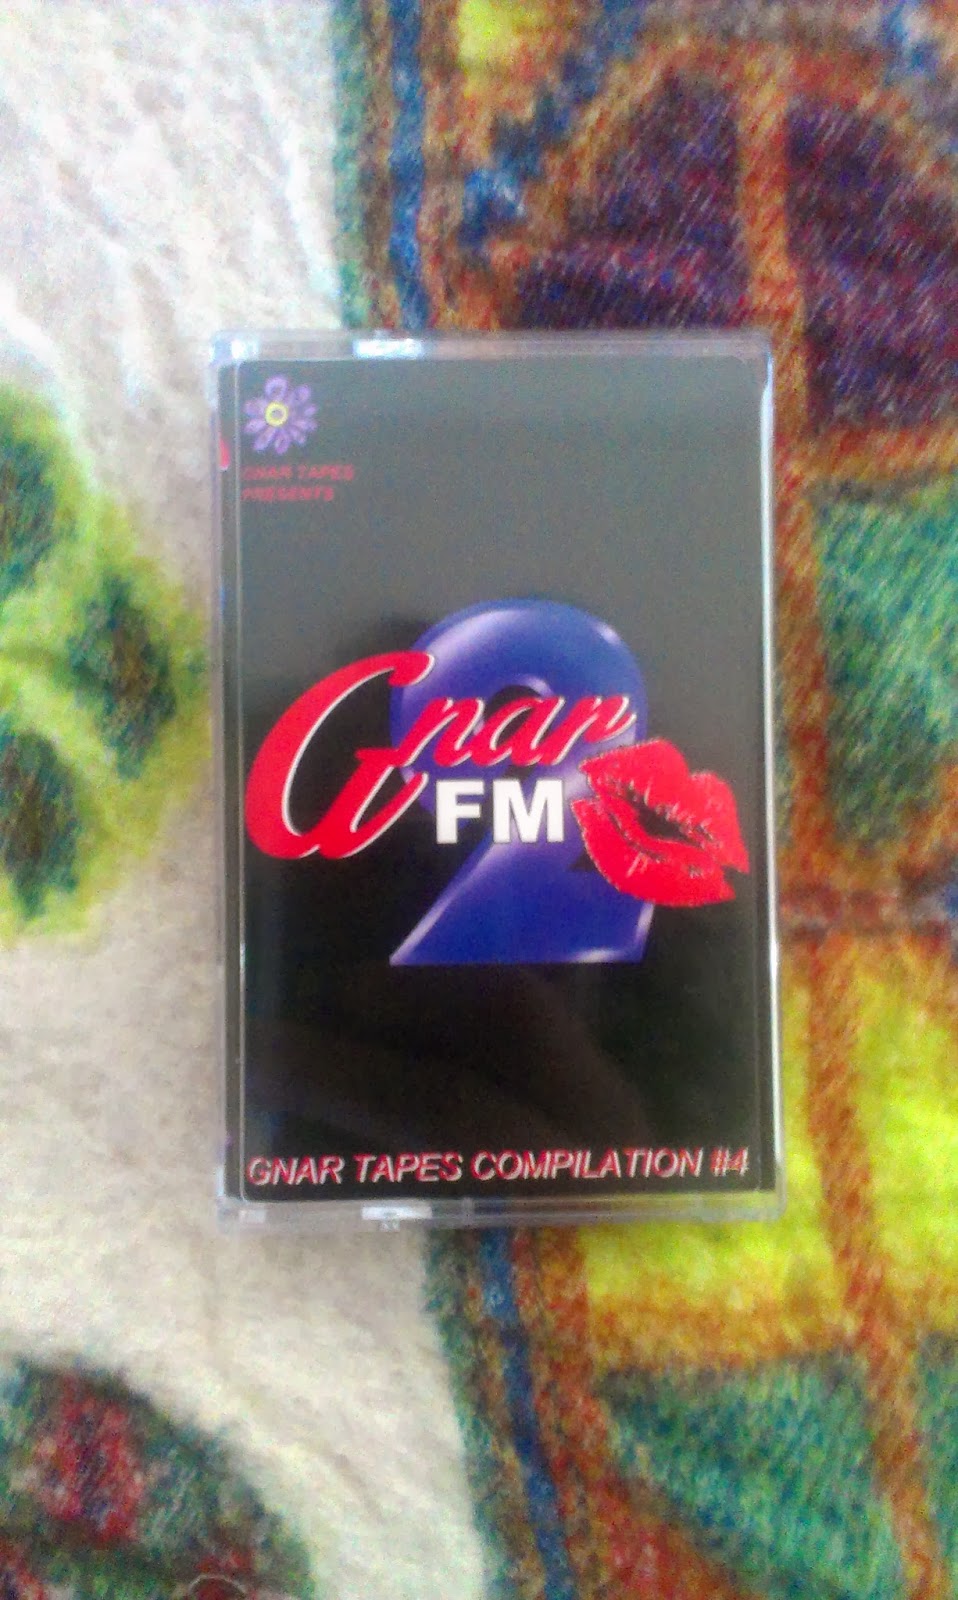 GNAR TAPES
PRESENTS
2
Gnar
FM
GNAR TAPES COMPILATION #4